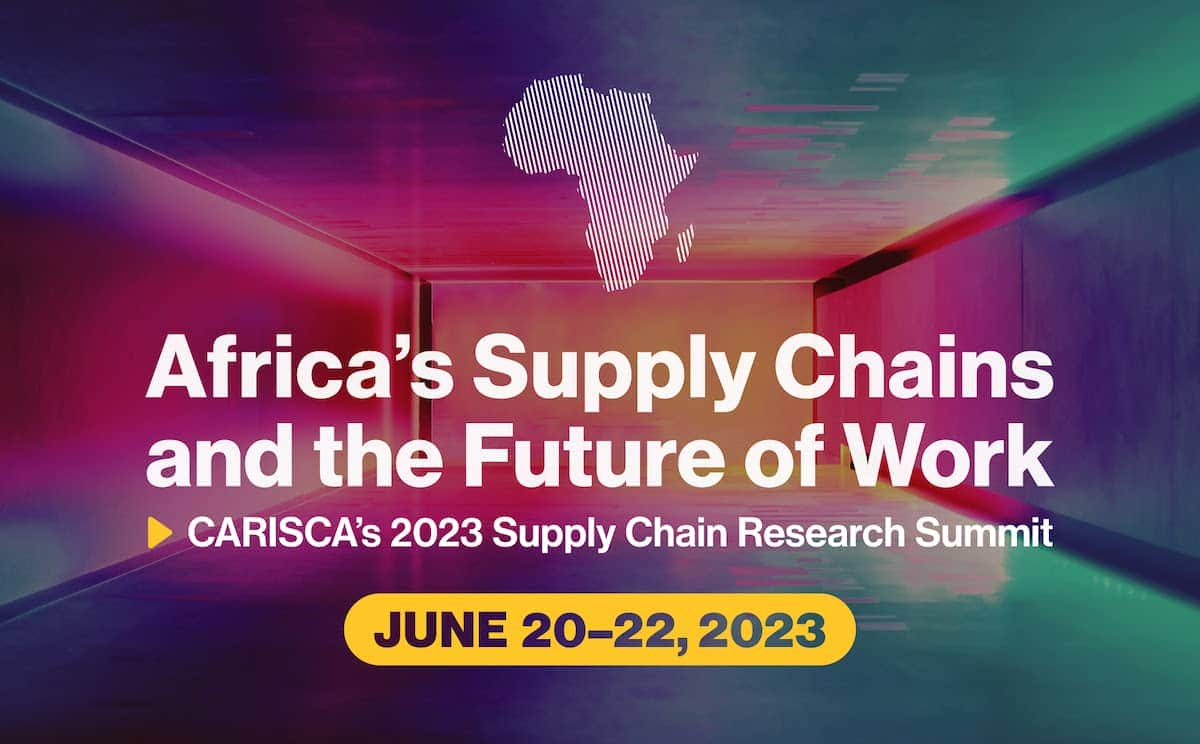 Africa’s Supply Chains
and the Future of Work
CARISCA’s 2023 Supply Chain Research Summit
JUNE 20–22, 2023